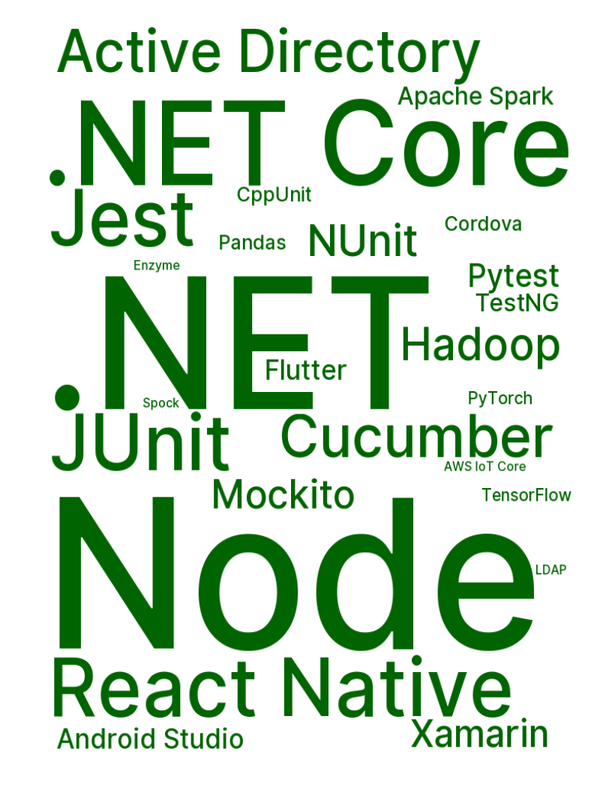 Active Directory
Apache Spark
.NET Core
CppUnit
Jest
Cordova
NUnit
Pandas
Enzyme
Pytest
TestNG
.NET
Hadoop
Flutter
PyTorch
Spock
JUnit
Cucumber
AWS IoT Core
Mockito
TensorFlow
Node
LDAP
React Native
Xamarin
Android Studio